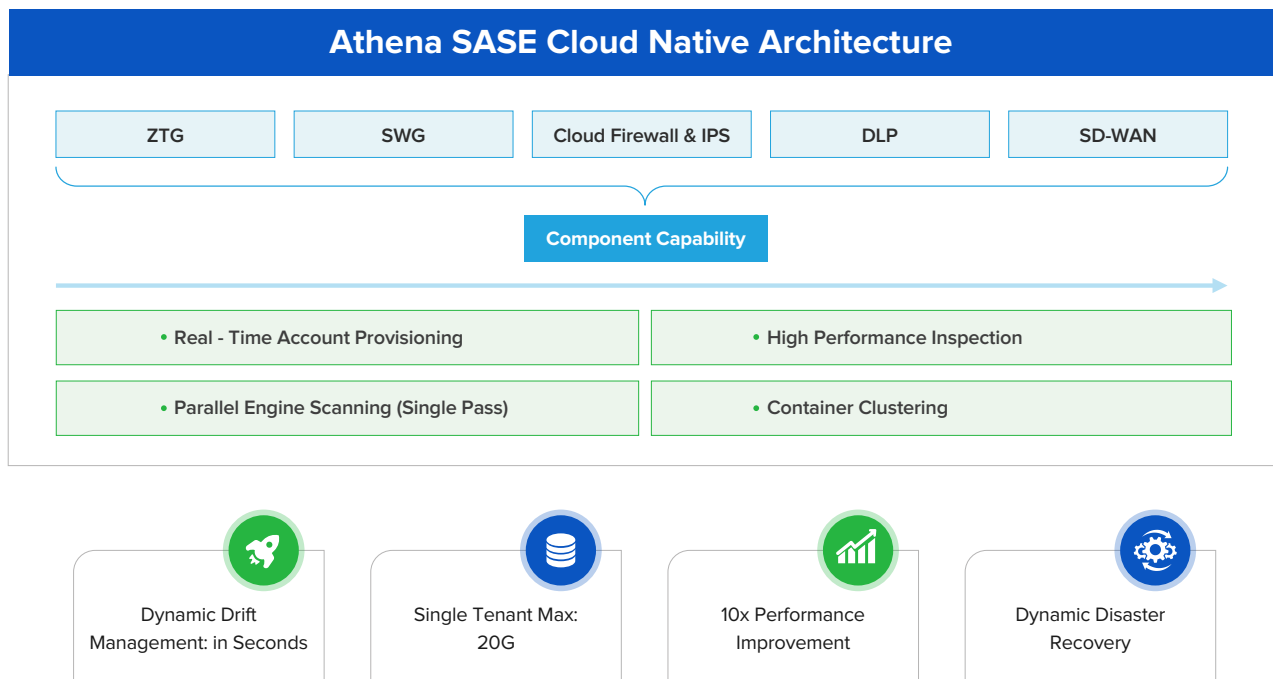 Athena SASE Cloud Native Architecture
ZTG
SWG
Cloud Firewall & IPS
DLP
SD-WAN
Component Capability
• Real - Time Account Provisioning
• High Performance Inspection
• Parallel Engine Scanning (Single Pass)
• Container Clustering
Dynamic Drift
Management: in Seconds
Single Tenant Max:
20G
10x Performance
Improvement
Dynamic Disaster
Recovery